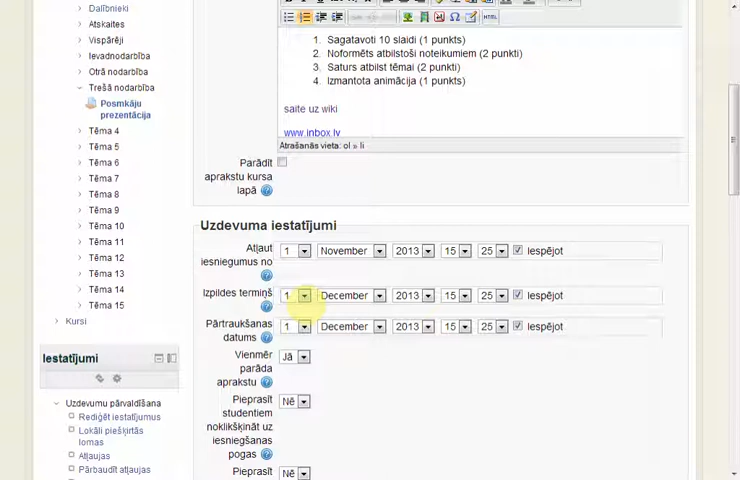 Dalībnieki
Atskaites
Vispārēji
Ievadnodarbība
Otrā nodarbība
Trešā nodarbība
Posmkāju
prezentācija
Tēma 4
Tēma 5
Tēma 6
Tēma 7
Tēma 8
Tēma 9
Tēma 10
Tēma 11
Tēma 12
Tēma 13
Tēma 14
Tēma 15
Kursi
Iestatījumi
Uzdevumu pārvaldīšana
Rediģēt iestatījumus
Lokāli piešķirtās
lomas
Atļaujas
Pārbaudīt atļaujas
HTML
1. Sagatavoti 10 slaidi (1 punkts)
2. Noformēts atbilstoši noteikumiem (2 punkti)
3. Saturs atbilst tēmai (2 punkti)
4. Izmantota animācija (1 punkts)
saite uz wiki
www.inbox.lv
Atrašanās vieta: ol » li
Parādīt
aprakstu kursa
lapā
Uzdevuma iestatījumi
Atļaut
iesniegumus no
1 November 2013 15 25 Iespējot
Izpildes termiņš
1 December 2013 15 25 Iespējot
Pārtraukšanas
datums
1 December 2013 15 25 Iespējot
Vienmēr
parāda
aprakstu
Jā
Pieprasīt
studentiem
noklikšķināt uz
iesniegšanas
pogas
Nē
Pieprasīt
Nē